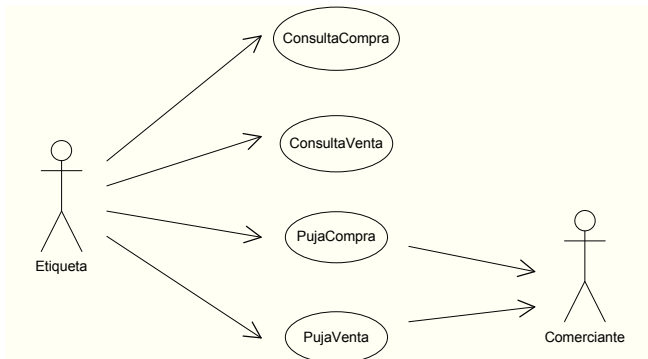 ConsultaCompra
ConsultaVenta
PujaCompra
PujaVenta
Etiqueta
Comerciante